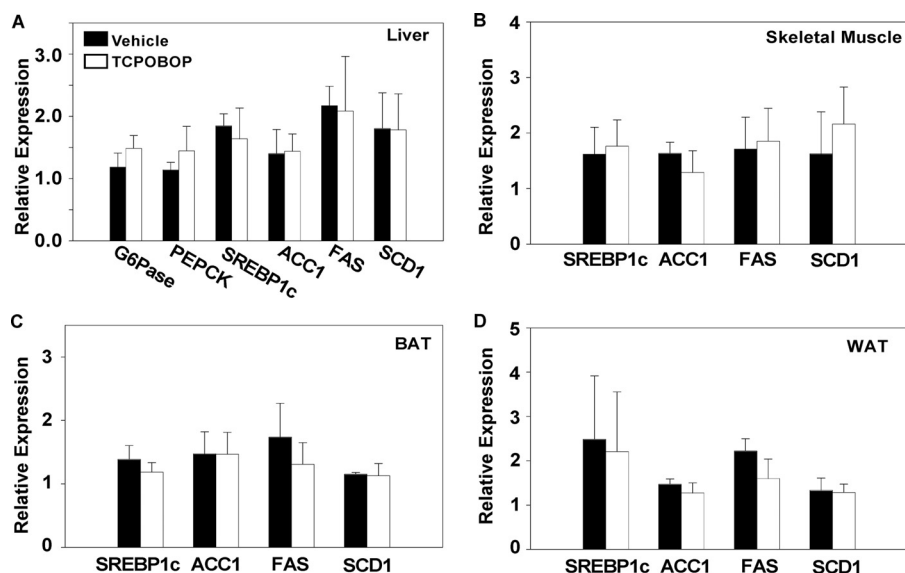 A
Liver
Vehicle
TCPOBOP
Relative Expression
3.0
2.0
1.0
0.0
G6Pase PEPCK SREBP1c ACC1 FAS SCD1
B
Skeletal Muscle
Relative Expression
4
3
2
1
0
SREBP1c ACC1 FAS SCD1
C
BAT
Relative Expression
3
2
1
0
SREBP1c ACC1 FAS SCD1
D
WAT
Relative Expression
5
4
3
2
1
0
SREBP1c ACC1 FAS SCD1